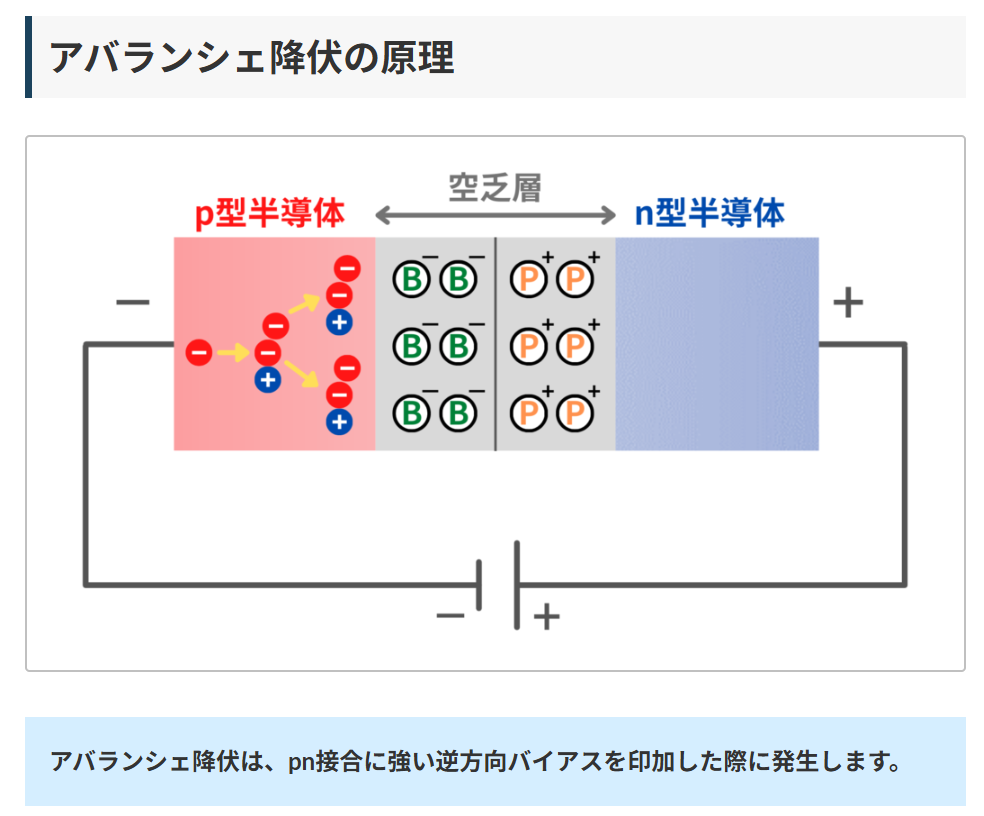 アバランシェ降伏の原理
空乏層
p型半導体
n型半導体
− − + +
B B P P
−
+
− − + +
B B P P
− − + +
B B P P
− +
アバランシェ降伏は、pn接合に強い逆方向バイアスを印加した際に発生します。